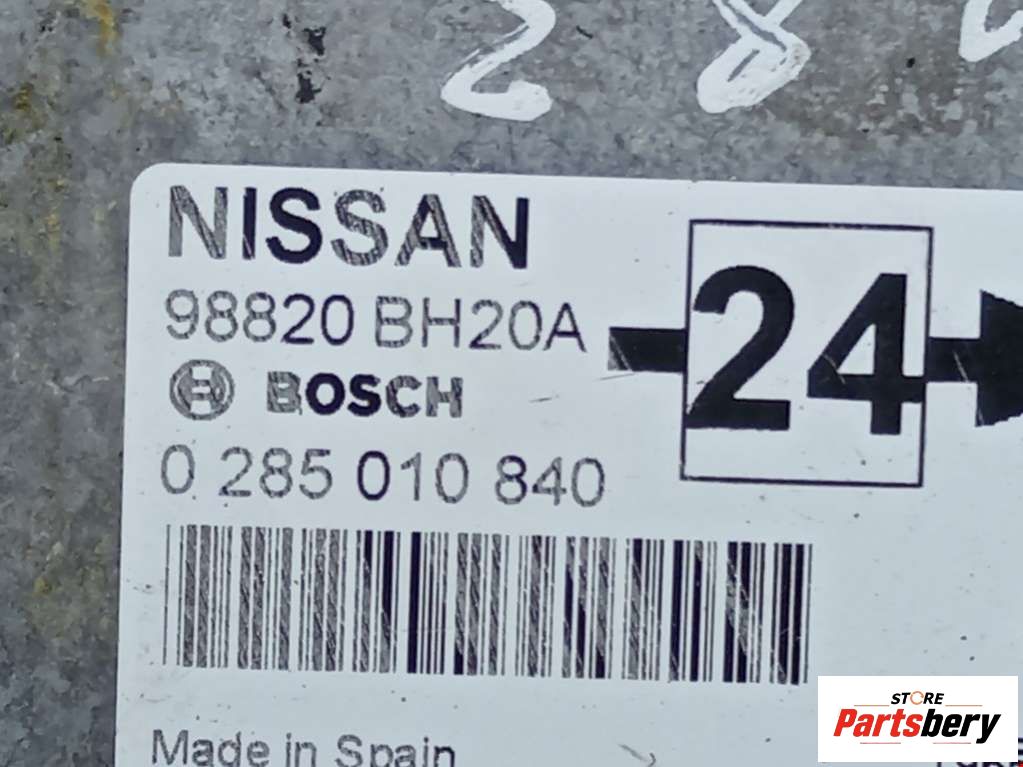 NISSAN
98820 BH20A
24
BOSCH
0 285 010 840
Made in Spain
STORE
Partsbery